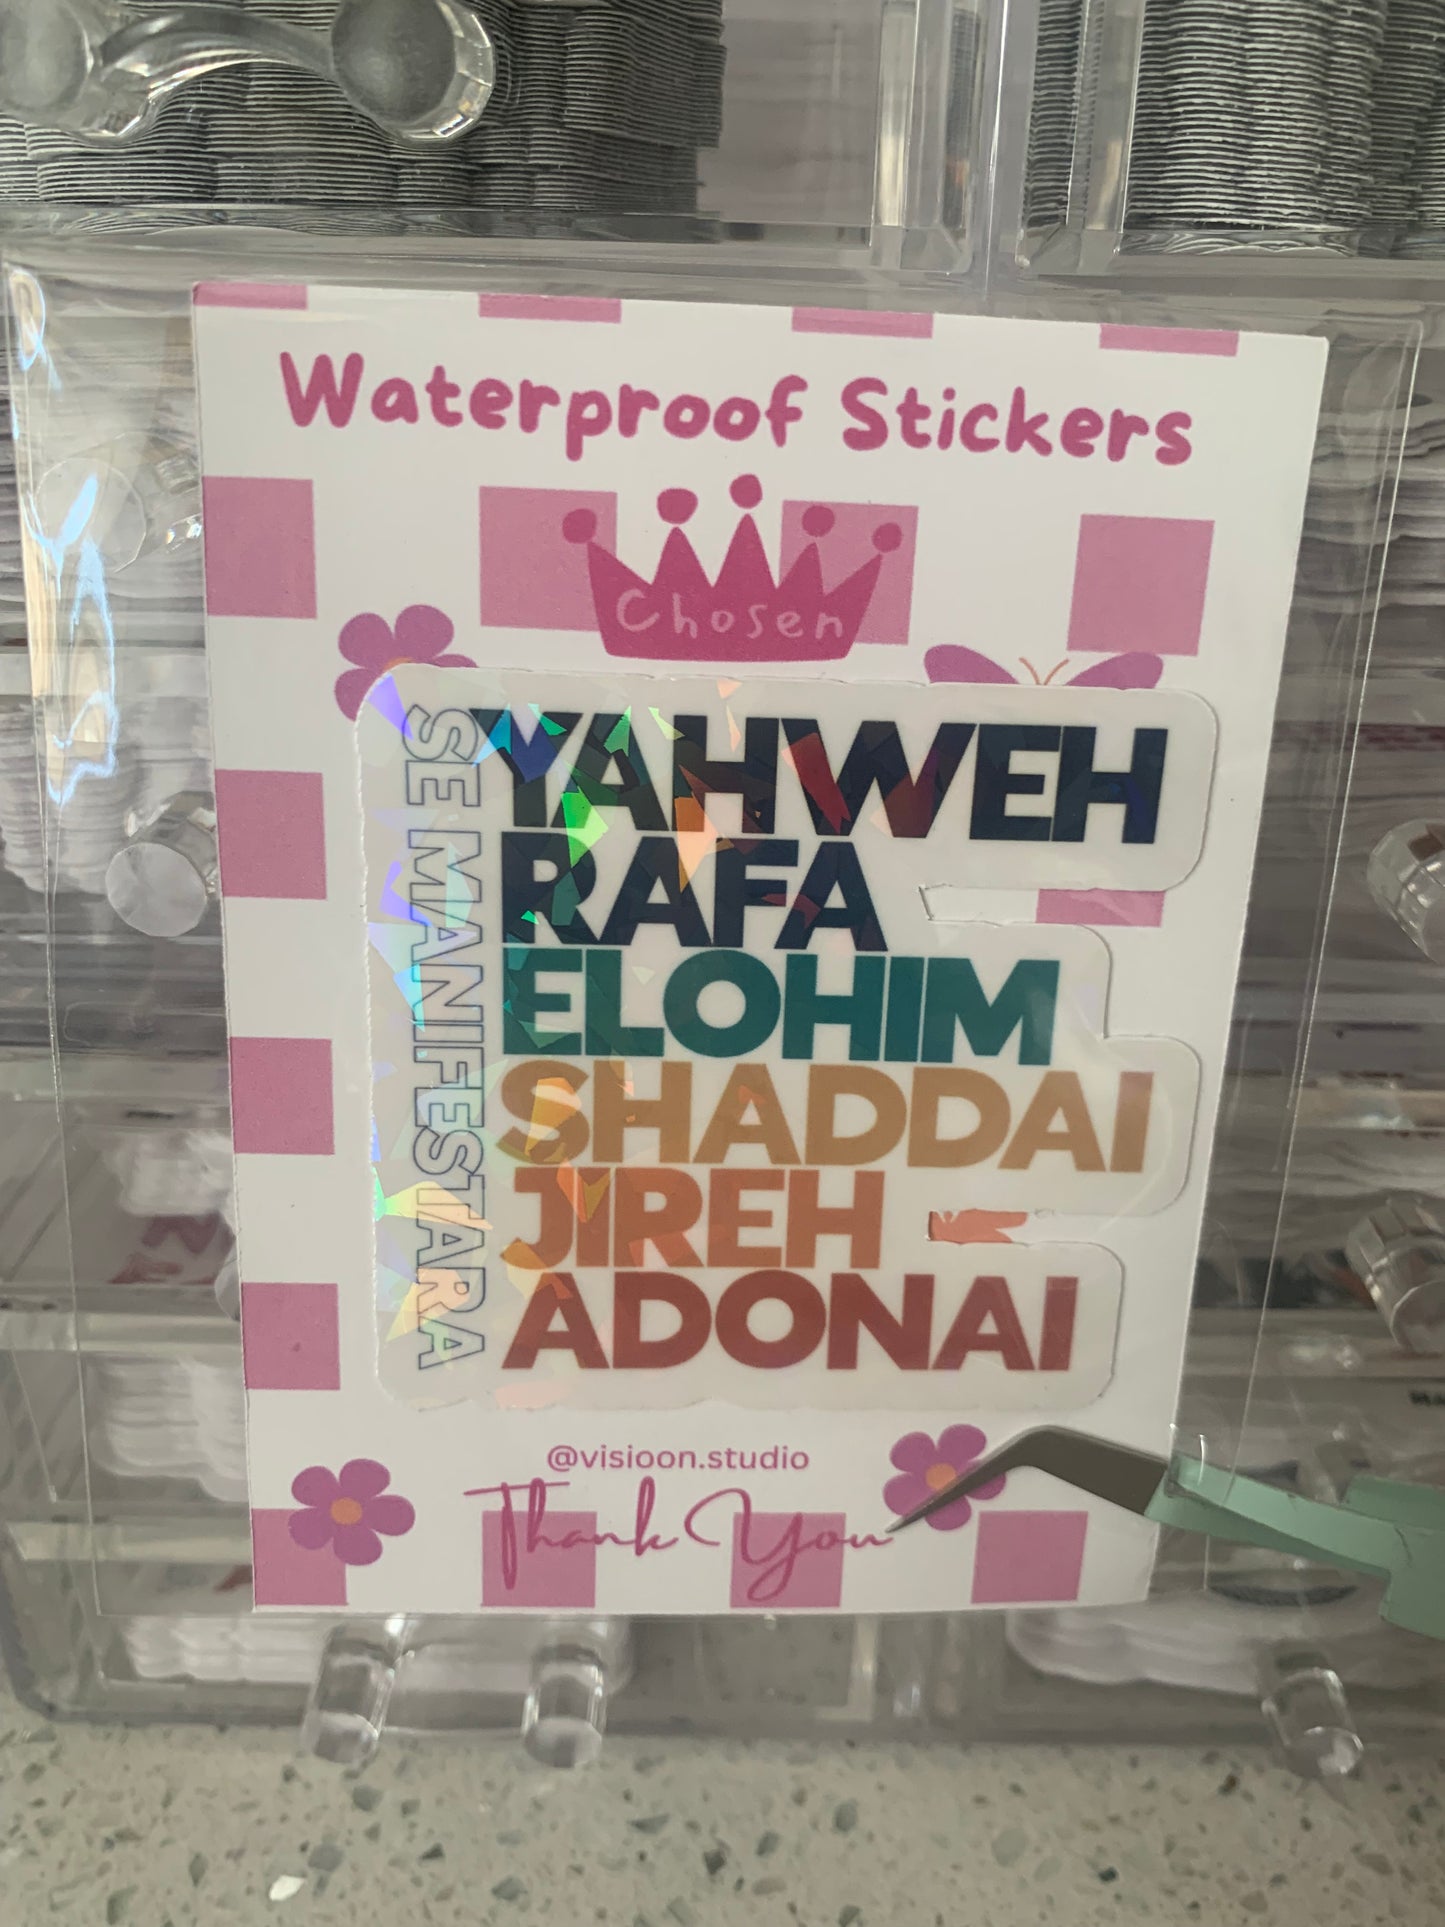 Waterproof Stickers
Chosen
SE MANIFESTARA
YAHWEH
RAFA
ELOHIM
SHADDAI
JIREH
ADONAI
@visioon.studio
Thank You